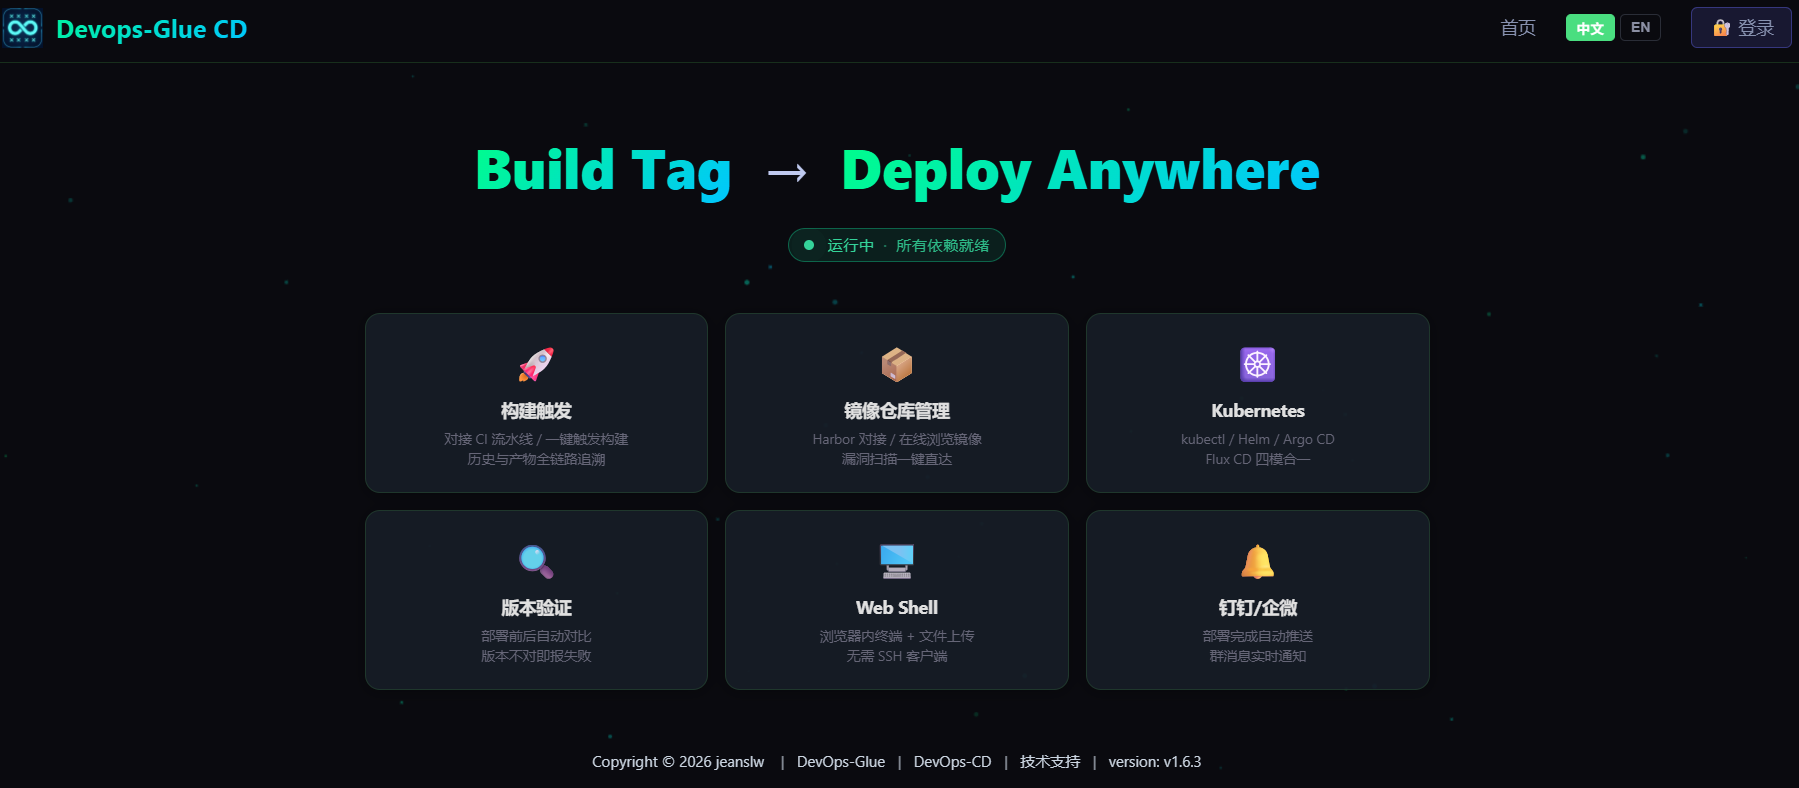 Devops-Glue CD
首页
中文
EN
登录
Build Tag → Deploy Anywhere
运行中 · 所有依赖就绪
构建触发
对接 CI 流水线 / 一键触发构建
历史与产物全链路追溯
镜像仓库管理
Harbor 对接 / 在线浏览镜像
漏洞扫描一键直达
Kubernetes
kubectl / Helm / Argo CD
Flux CD 四模合一
版本验证
部署前后自动对比
版本不对即报失败
Web Shell
浏览器内终端 + 文件上传
无需 SSH 客户端
钉钉/企微
部署完成自动推送
群消息实时通知
Copyright © 2026 jeanslw | DevOps-Glue | DevOps-CD | 技术支持 | version: v1.6.3